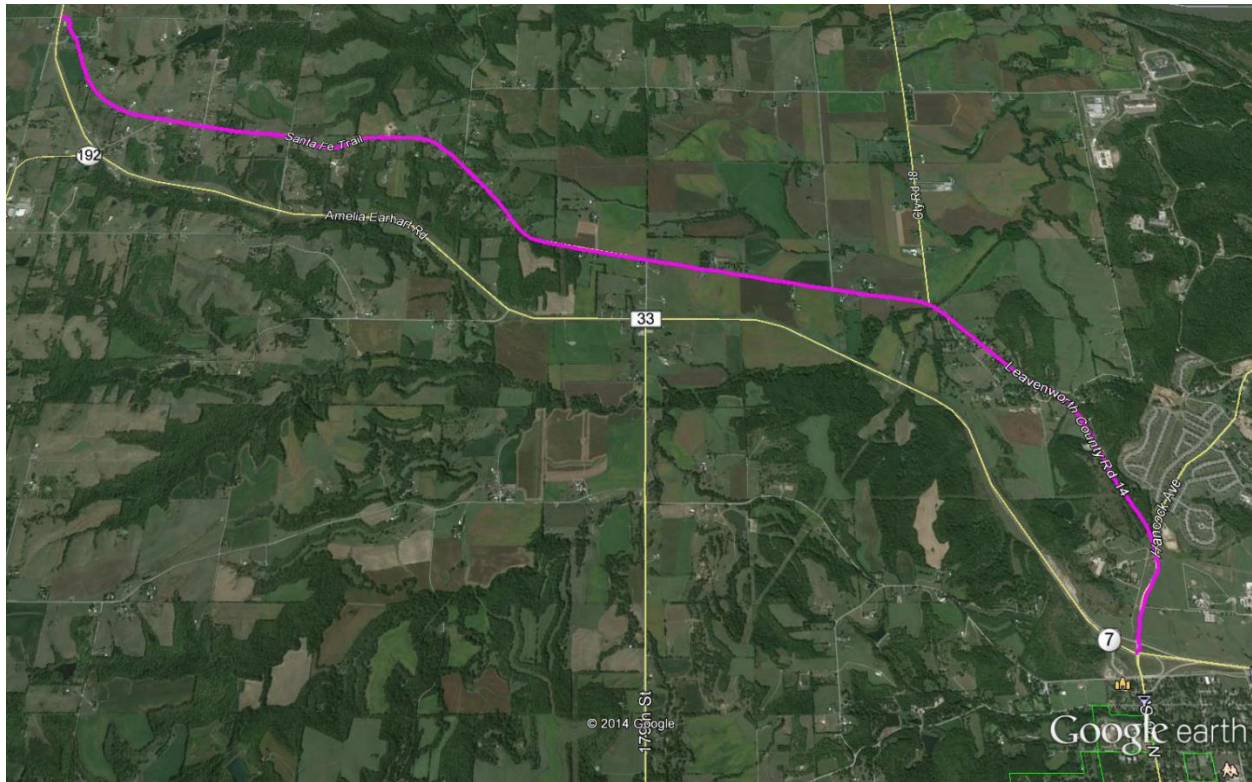 192
Santa Fe Trail
Amelia Earhart Rd
Cty Rd 18
33
Leavenworth County Rd 14
Hancock Ave
7
179th St
© 2014 Google
Google earth